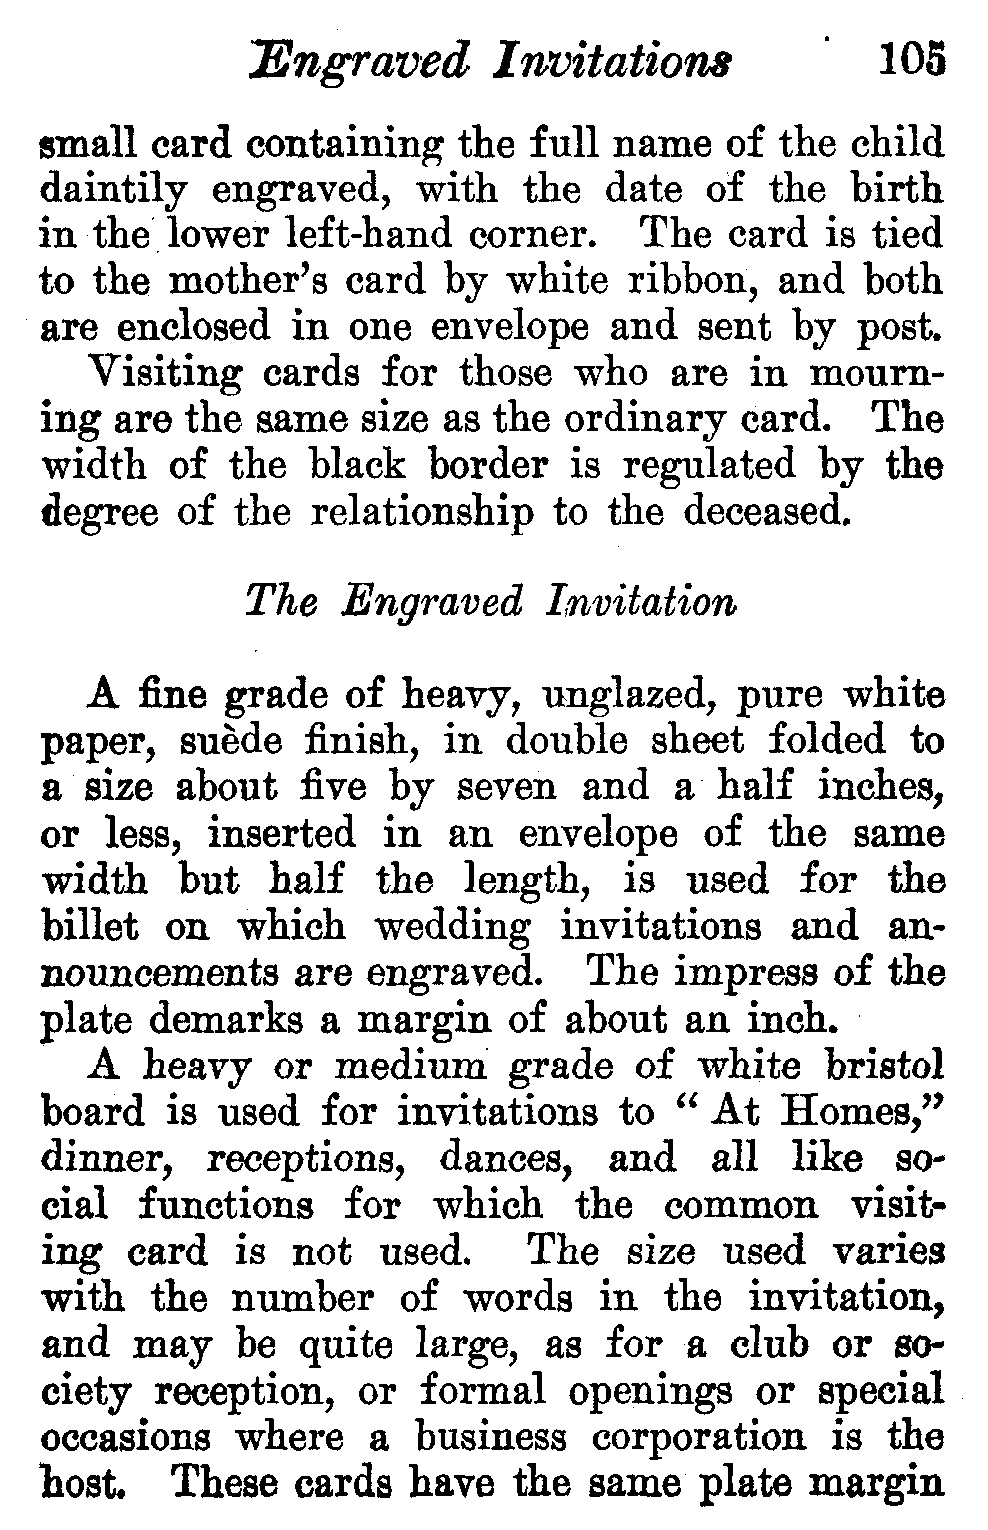 Engraved Invitations 105
small card containing the full name of the child
daintily engraved, with the date of the birth
in the lower left-hand corner. The card is tied
to the mother's card by white ribbon, and both
are enclosed in one envelope and sent by post.
Visiting cards for those who are in mourn-
ing are the same size as the ordinary card. The
width of the black border is regulated by the
degree of the relationship to the deceased.
The Engraved Invitation
A fine grade of heavy, unglazed, pure white
paper, suède finish, in double sheet folded to
a size about five by seven and a half inches,
or less, inserted in an envelope of the same
width but half the length, is used for the
billet on which wedding invitations and an-
nouncements are engraved. The impress of the
plate demarks a margin of about an inch.
A heavy or medium grade of white bristol
board is used for invitations to “ At Homes,”
dinner, receptions, dances, and all like so-
cial functions for which the common visit-
ing card is not used. The size used varies
with the number of words in the invitation,
and may be quite large, as for a club or so-
ciety reception, or formal openings or special
occasions where a business corporation is the
host. These cards have the same plate margin